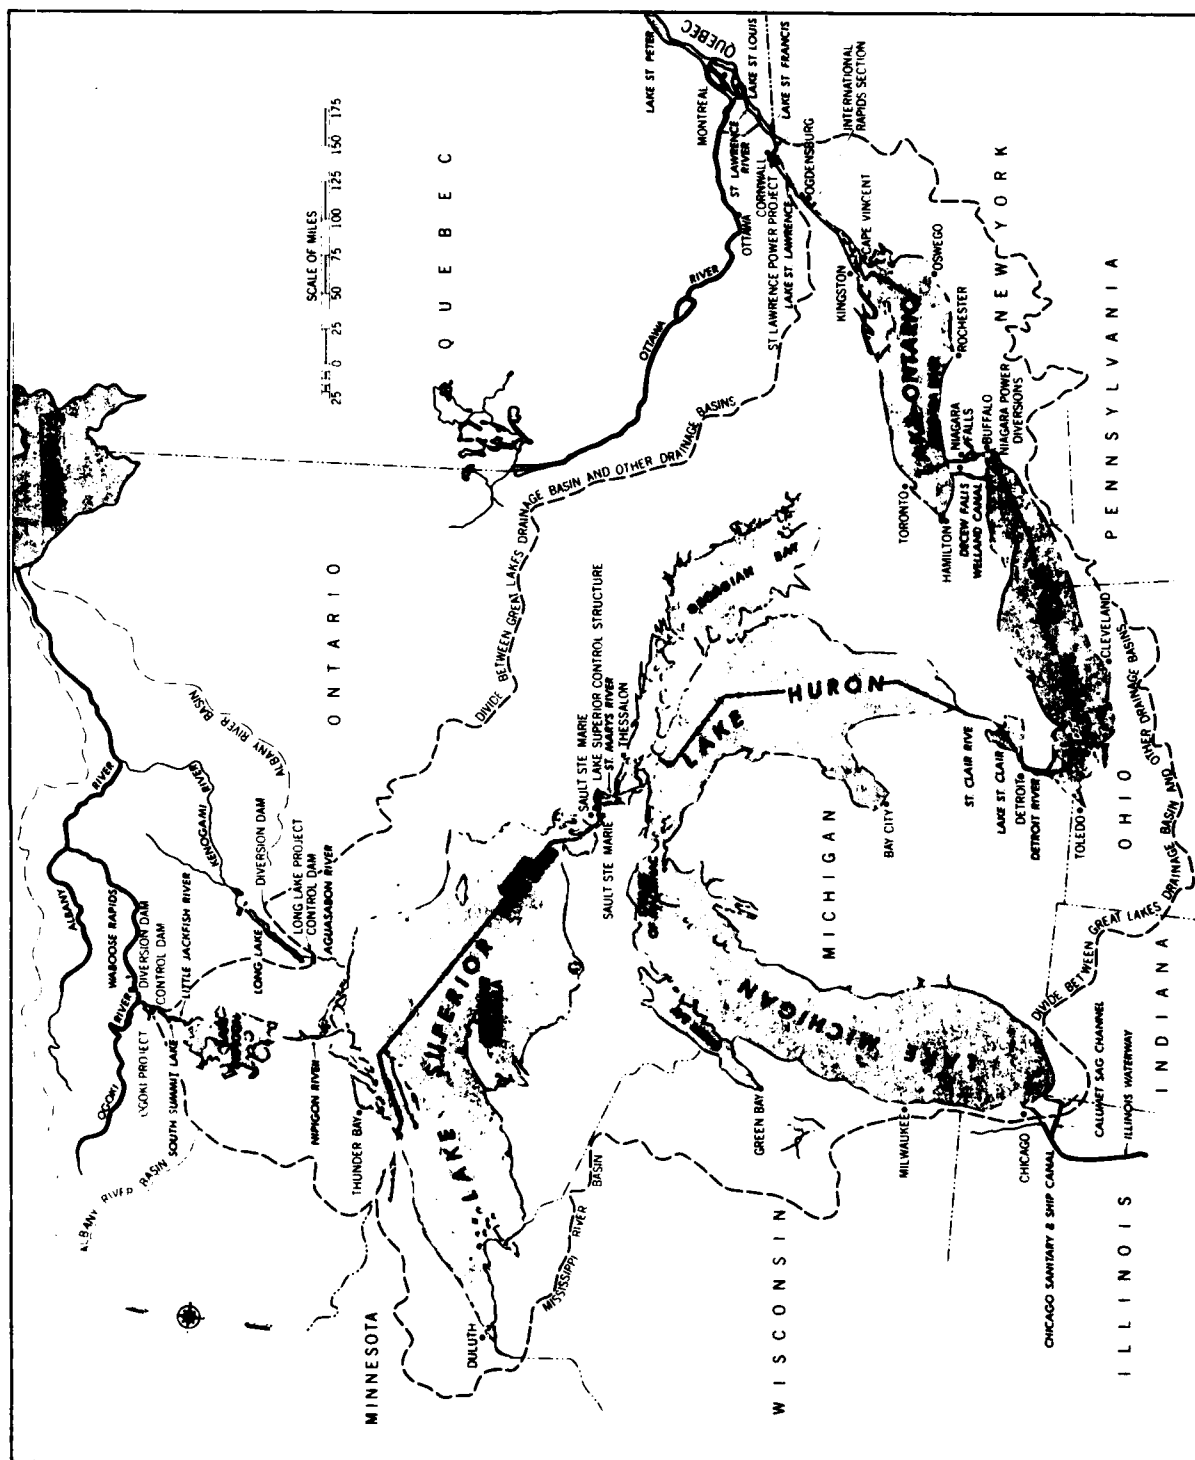 SCALE OF MILES
25 0 25 50 75 100 125 150 175
QUEBEC
ONTARIO
MINNESOTA
WISCONSIN
MICHIGAN
ILLINOIS
INDIANA
OHIO
PENNSYLVANIA
NEW YORK
QUEBEC
ALBANY RIVER BASIN
OGOKI RIVER
ALBANY RIVER
WABOOSE RAPIDS
DIVERSION DAM
CONTROL DAM
OGOKI PROJECT
SOUTH SUMMIT LAKE
LITTLE JACKFISH RIVER
KENOGAMI RIVER
ALBANY RIVER BASIN
LONG LAKE
DIVERSION DAM
LONG LAKE PROJECT
CONTROL DAM
AGUASABON RIVER
NIPIGON RIVER
THUNDER BAY
DULUTH
LAKE SUPERIOR
SAULT STE MARIE
LAKE SUPERIOR CONTROL STRUCTURE
ST. MARYS RIVER
THESSALON
SAULT STE MARIE
OF
DIVIDE BETWEEN GREAT LAKES DRAINAGE BASIN AND OTHER DRAINAGE BASINS
OTTAWA RIVER
OTTAWA
MONTREAL
LAKE ST PETER
LAKE ST LOUIS
LAKE ST FRANCIS
ST LAWRENCE
RIVER
CORNWALL
ST LAWRENCE POWER PROJECT
LAKE ST LAWRENCE
OGDENSBURG
INTERNATIONAL
RAPIDS SECTION
CAPE VINCENT
KINGSTON
OSWEGO
ROCHESTER
LAKE ONTARIO
TORONTO
HAMILTON
NIAGARA
FALLS
BUFFALO
NIAGARA POWER
DIVERSIONS
DECEW FALLS
WELLAND CANAL
GEORGIAN BAY
LAKE HURON
BAY CITY
ST CLAIR RIVE
LAKE ST CLAIR
DETROIT
DETROIT RIVER
TOLEDO
CLEVELAND
LAKE MICHIGAN
GREEN BAY
MILWAUKEE
CHICAGO
CHICAGO SANITARY & SHIP CANAL
CALUMET SAG CHANNEL
ILLINOIS WATERWAY
MISSISSIPPI RIVER BASIN
DIVIDE BETWEEN GREAT LAKES DRAINAGE BASIN AND OTHER DRAINAGE BASINS